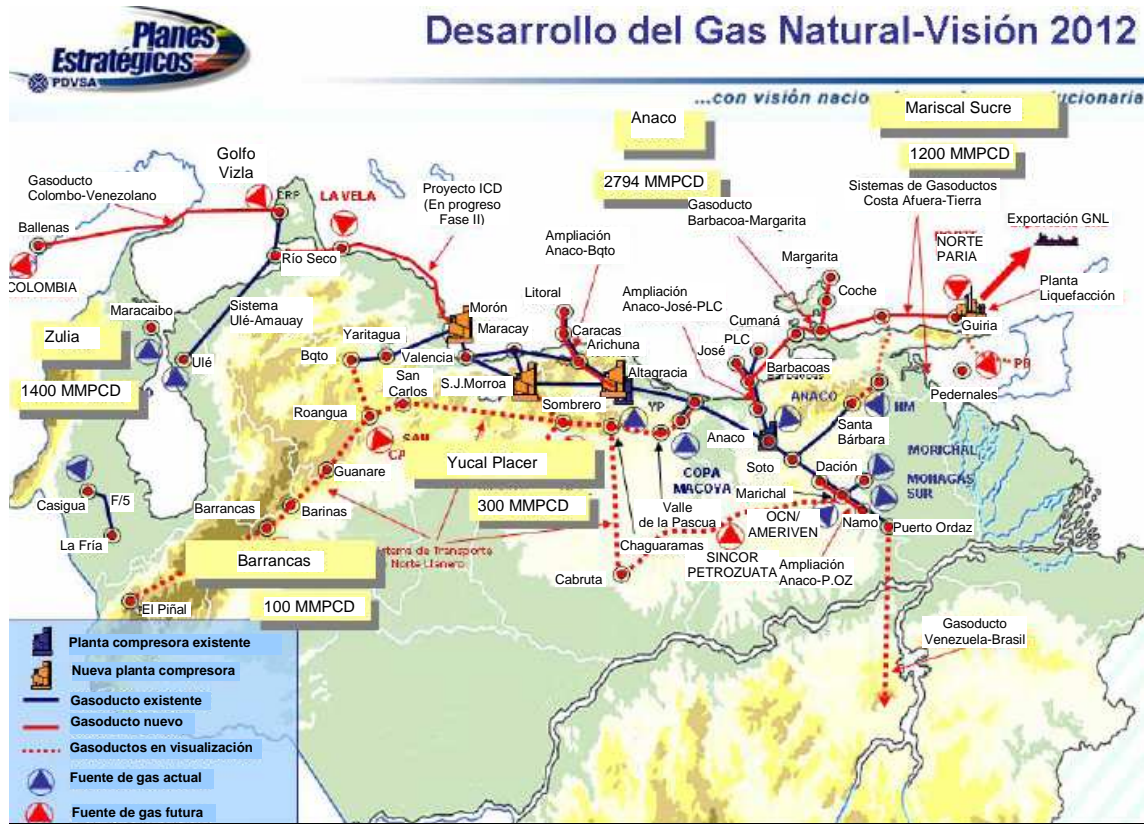 Planes
Estratégicos
PDVSA
Desarrollo del Gas Natural-Visión 2012
...con visión
Anaco
2794 MMPCD
Mariscal Sucre
1200 MMPCD
Golfo
Vizla
Gasoducto
Colombo-Venezolano
LA VELA
Proyecto ICD
(En progreso
Fase II)
Gasoducto
Barbacoa-Margarita
Sistemas de Gasoductos
Costa Afuera-Tierra
Exportación GNL
Ballenas
COLOMBIA
Río Seco
Ampliación
Anaco-Bqto
Margarita
Coche
NORTE
PARIA
Planta
Liquefacción
Guiria
Maracaibo
Sistema
Ulé-Amauay
Morón
Maracay
Litoral
Ampliación
Anaco-José-PLC
Cumaná
Zulia
1400 MMPCD
Ulé
Yaritagua
Bqto
Valencia
Caracas
Arichuna
PLC
José
Barbacoas
Pedernales
San
Carlos
S.J.Morroa
Altagracia
Roangua
Sombrero
YP
ANACO
Santa
Bárbara
Anaco
Soto
Guanare
Yucal Placer
300 MMPCD
COPA
MACOYA
Dación
MORICHAL
MONAGAS
SUR
Casigua
F/5
La Fría
Barrancas
Barinas
Valle
de la Pascua
Marichal
OCN/
AMERIVEN
Namo
Puerto Ordaz
de Transporte
Norte Llanero
Chaguaramas
Cabruta
SINCOR
PETROZUATA
Ampliación
Anaco-P.OZ
Barrancas
100 MMPCD
El Piñal
Gasoducto
Venezuela-Brasil
Planta compresora existente
Nueva planta compresora
Gasoducto existente
Gasoducto nuevo
Gasoductos en visualización
Fuente de gas actual
Fuente de gas futura